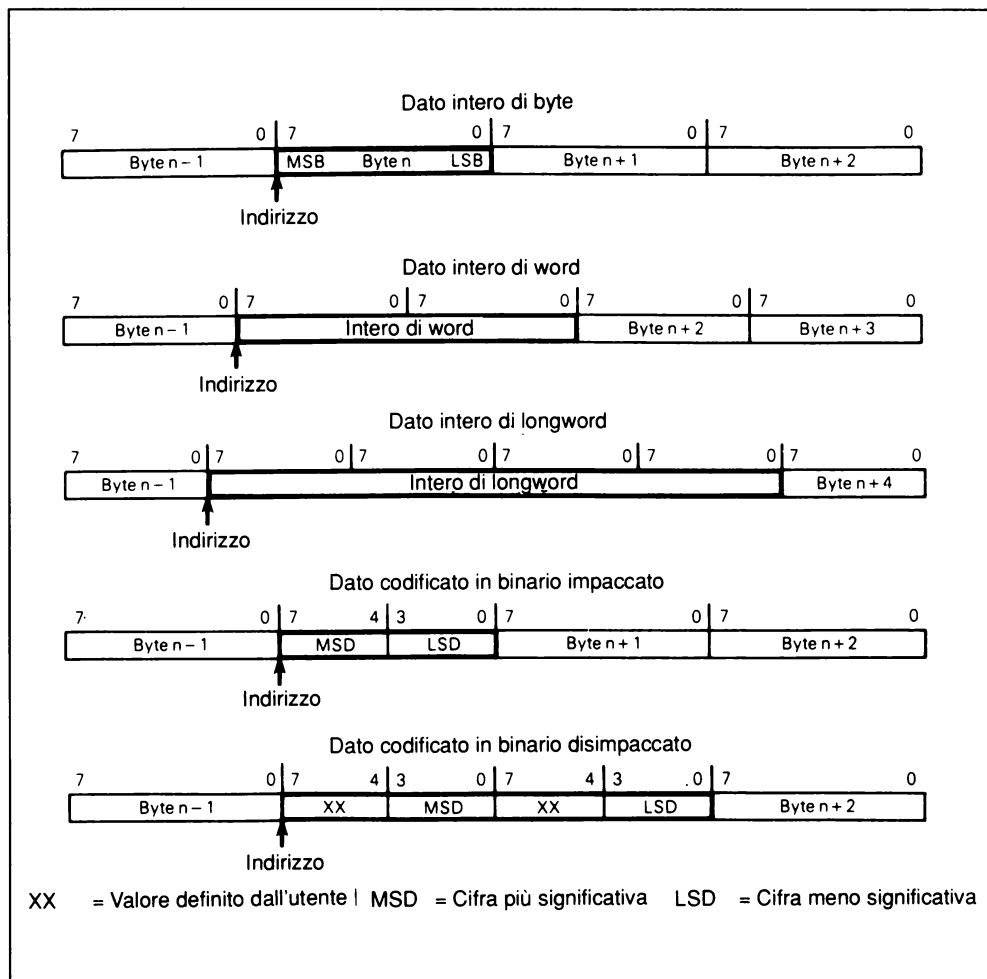 Dato intero di byte
7 0 7 0 7 0 7 0
Byte n – 1 MSB Byte n LSB Byte n + 1 Byte n + 2
Indirizzo
Dato intero di word
7 0 7 0 7 0 7 0 7 0
Byte n – 1 Intero di word Byte n + 2 Byte n + 3
Indirizzo
Dato intero di longword
7 0 7 0 7 0 7 0 7 0 7 0
Byte n – 1 Intero di longword Byte n + 4
Indirizzo
Dato codificato in binario impaccato
7 0 7 4 3 0 7 0 7 0
Byte n – 1 MSD LSD Byte n + 1 Byte n + 2
Indirizzo
Dato codificato in binario disimpaccato
7 0 7 4 3 0 7 4 3 0 7 0
Byte n – 1 XX MSD XX LSD Byte n + 2
Indirizzo
XX = Valore definito dall'utente MSD = Cifra più significativa LSD = Cifra meno significativa